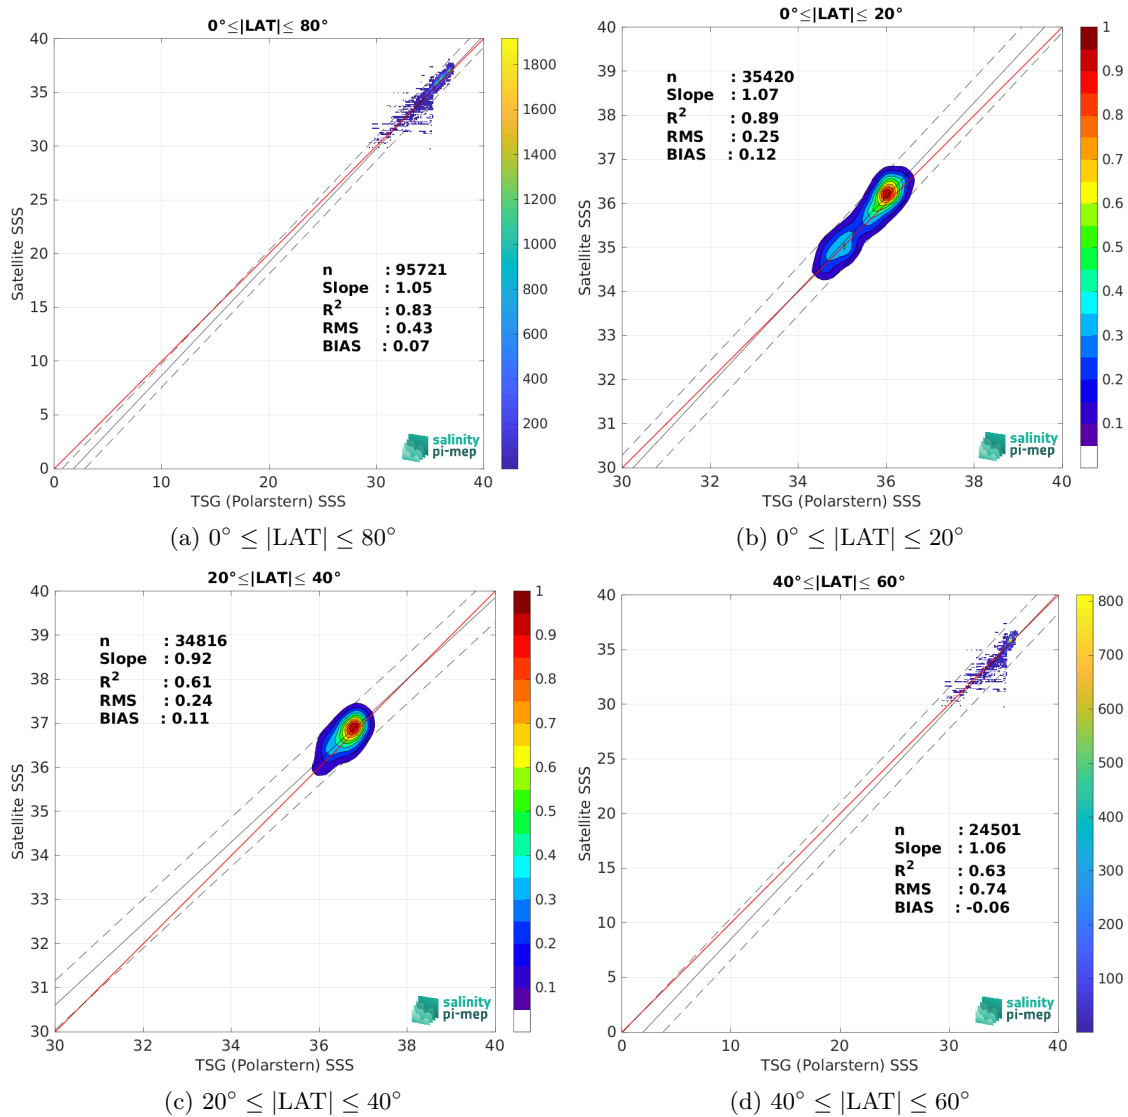 0°≤|LAT|≤ 80°
40
35
30
25
20
15
10
5
0
0
10
20
30
40
Satellite SSS
TSG (Polarstern) SSS
n : 95721
Slope : 1.05
R² : 0.83
RMS : 0.43
BIAS : 0.07
salinity
pi-mep
1800
1600
1400
1200
1000
800
600
400
200
(a) 0° ≤ |LAT| ≤ 80°
0°≤|LAT|≤ 20°
40
39
38
37
36
35
34
33
32
31
30
30
32
34
36
38
40
Satellite SSS
TSG (Polarstern) SSS
n : 35420
Slope : 1.07
R² : 0.89
RMS : 0.25
BIAS : 0.12
salinity
pi-mep
1
0.9
0.8
0.7
0.6
0.5
0.4
0.3
0.2
0.1
(b) 0° ≤ |LAT| ≤ 20°
20°≤|LAT|≤ 40°
40
39
38
37
36
35
34
33
32
31
30
30
32
34
36
38
40
Satellite SSS
TSG (Polarstern) SSS
n : 34816
Slope : 0.92
R² : 0.61
RMS : 0.24
BIAS : 0.11
salinity
pi-mep
1
0.9
0.8
0.7
0.6
0.5
0.4
0.3
0.2
0.1
(c) 20° ≤ |LAT| ≤ 40°
40°≤|LAT|≤ 60°
40
35
30
25
20
15
10
5
0
0
10
20
30
40
Satellite SSS
TSG (Polarstern) SSS
n : 24501
Slope : 1.06
R² : 0.63
RMS : 0.74
BIAS : -0.06
salinity
pi-mep
800
700
600
500
400
300
200
100
(d) 40° ≤ |LAT| ≤ 60°